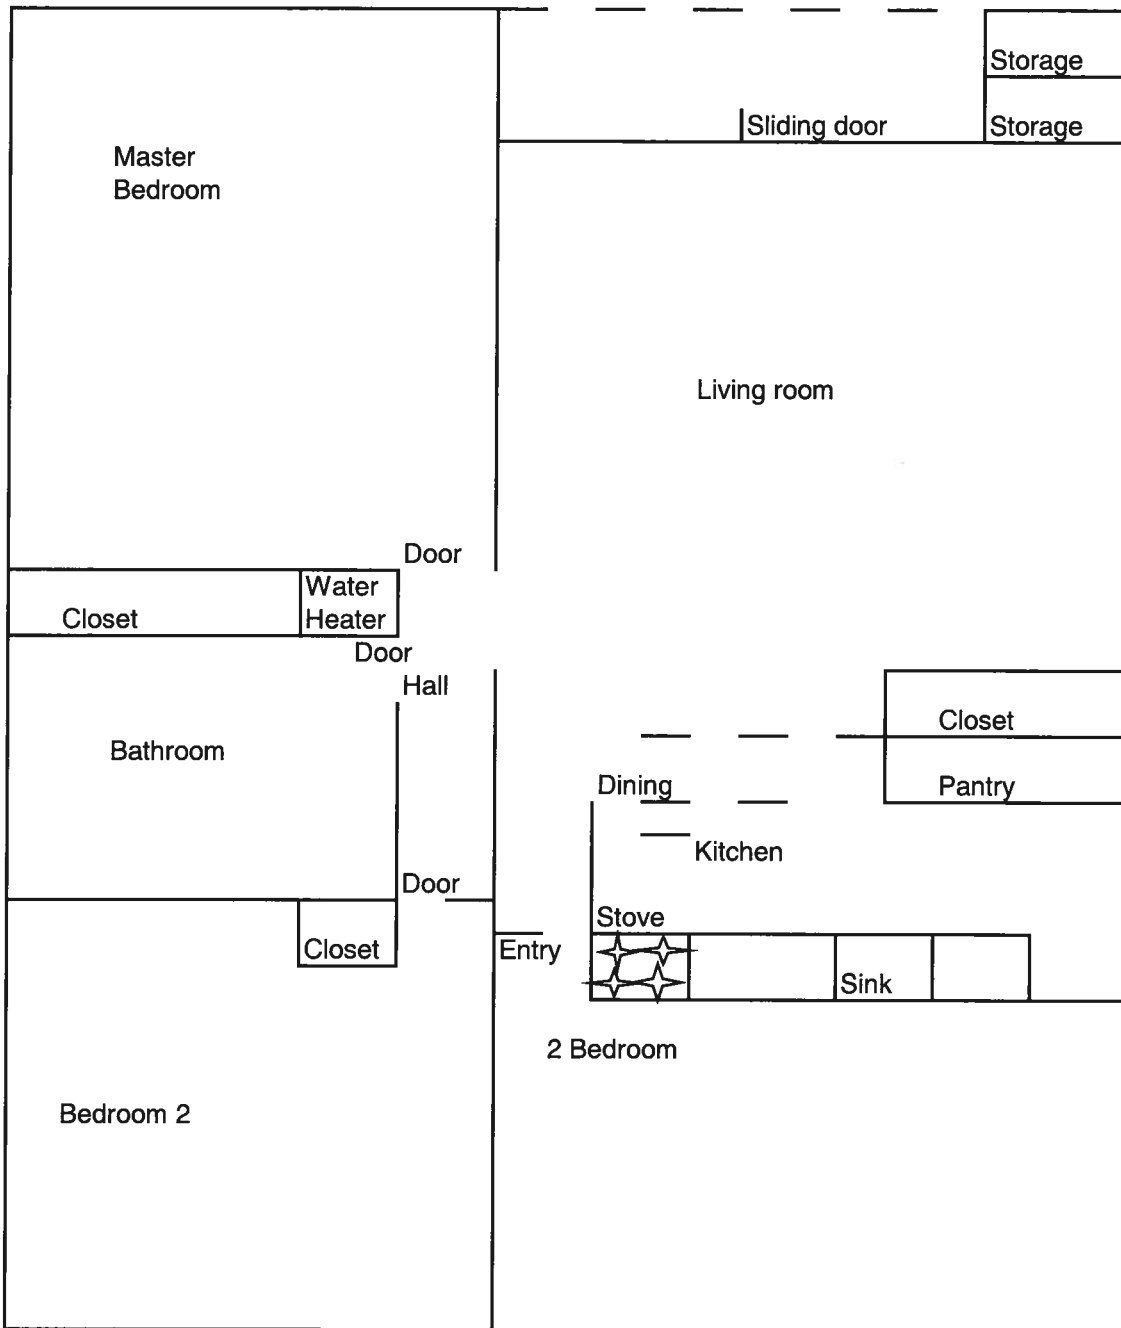 Storage
Sliding door
Storage
Master
Bedroom
Living room
Door
Water
Heater
Closet
Door
Hall
Closet
Bathroom
Dining
Pantry
Kitchen
Door
Stove
Closet
Entry
Sink
2 Bedroom
Bedroom 2